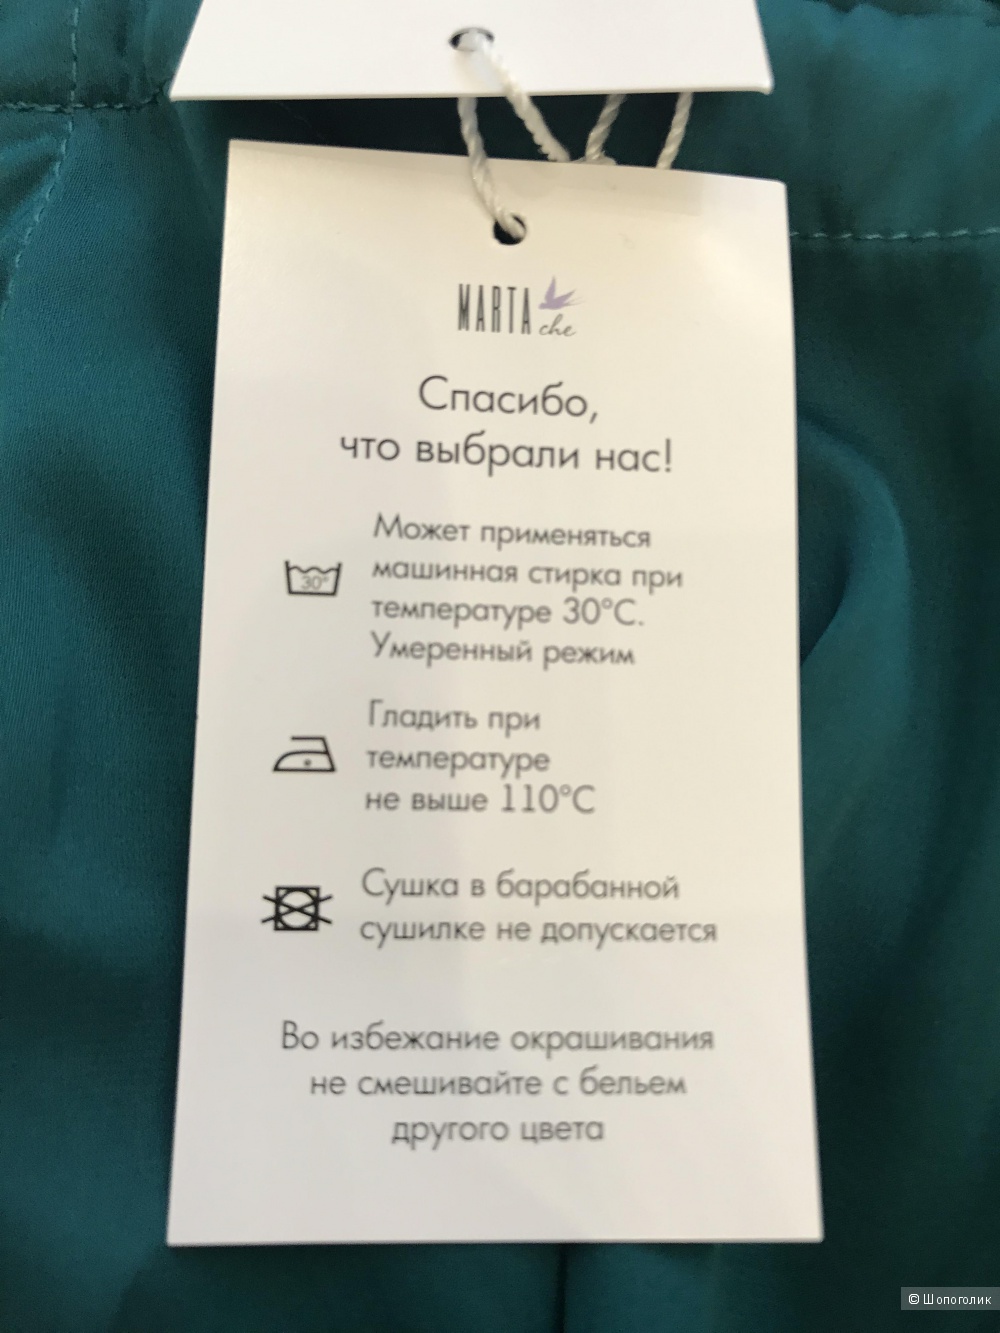 MARTA
che
Спасибо,
что выбрали нас!
Может применяться
машинная стирка при
температуре 30°С.
Умеренный режим
30°
Гладить при
температуре
не выше 110°С
Сушка в барабанной
сушилке не допускается
Во избежание окрашивания
не смешивайте с бельем
другого цвета
© Шопоголик